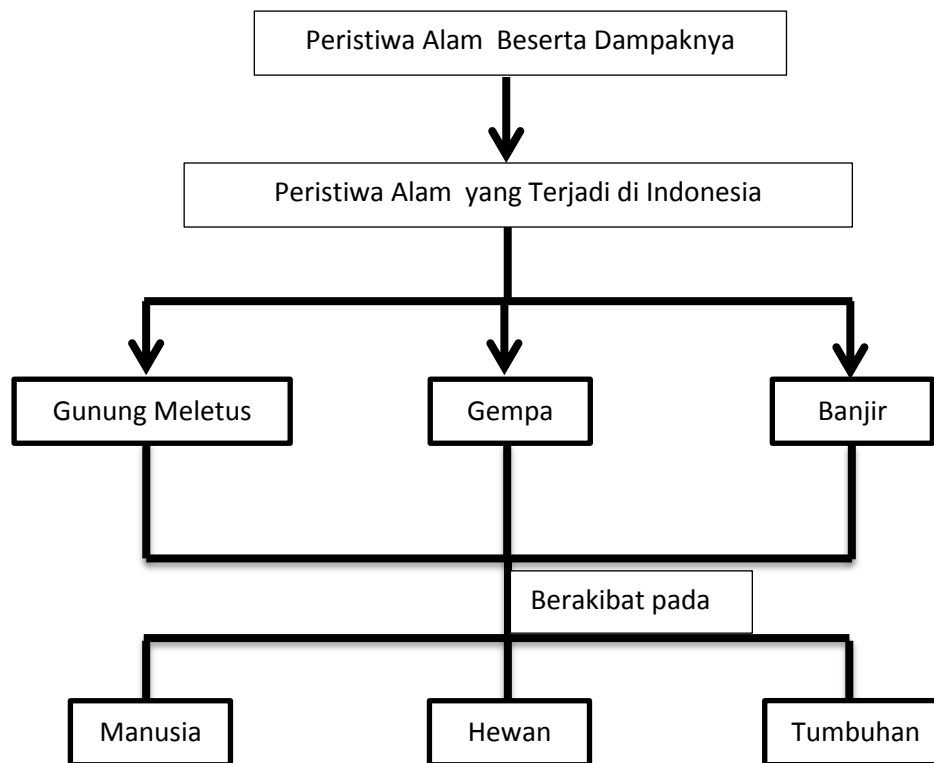 Peristiwa Alam  Beserta Dampaknya
Peristiwa Alam  yang Terjadi di Indonesia
Gunung Meletus
Gempa
Banjir
Berakibat pada
Manusia
Hewan
Tumbuhan